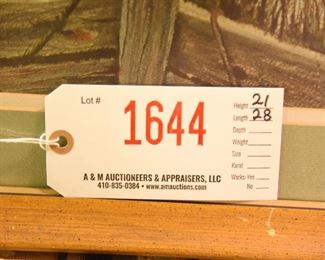 Lot #
1644
Height 21
Length 28
Depth
Weight
Size
Karat
Works: Yes
No
A & M AUCTIONEERS & APPRAISERS, LLC
410-835-0384 • www.amauctions.com